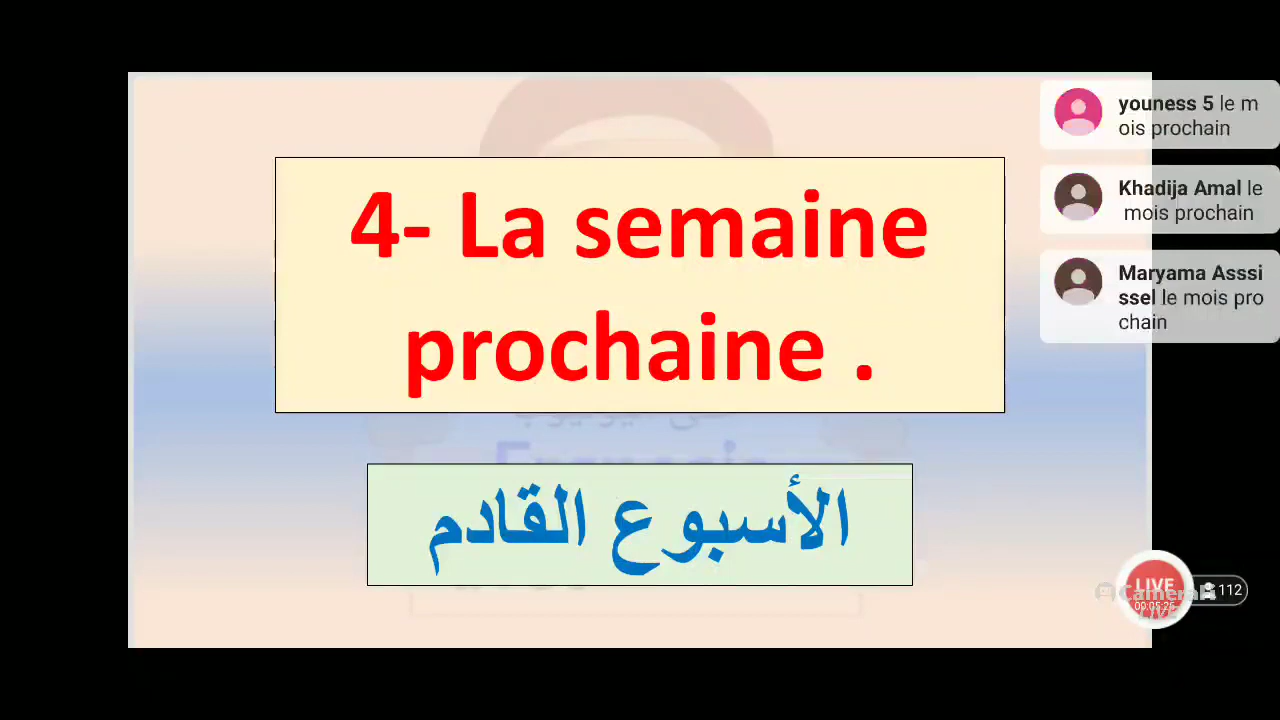 4- La semaine
prochaine .
الأسبوع القادم
youness 5 le m
ois prochain
Khadija Amal le
mois prochain
Maryama Asssi
ssel le mois pro
chain
LIVE
112